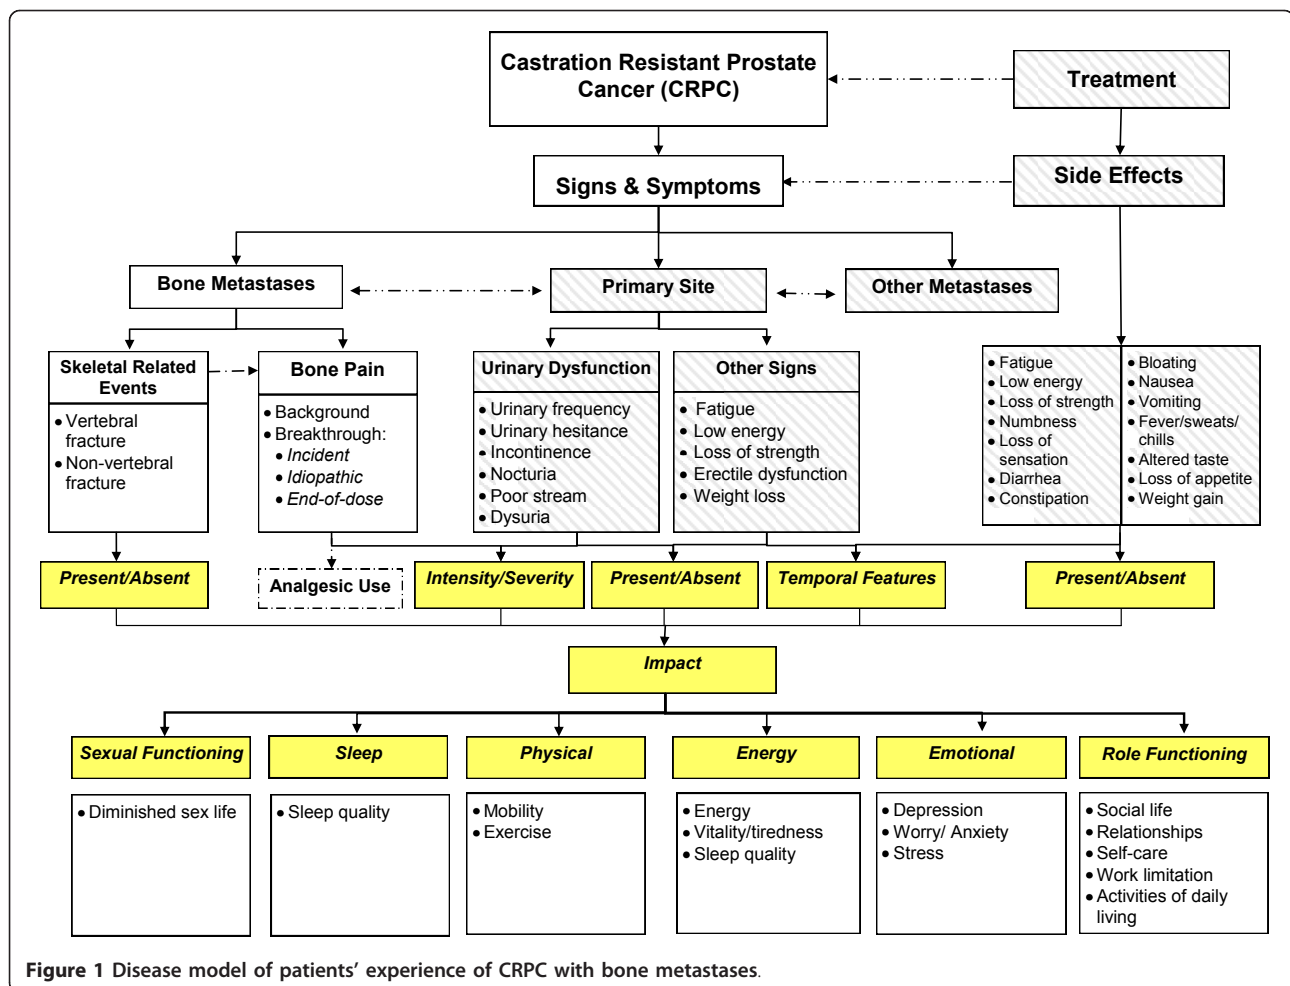 Castration Resistant Prostate
Cancer (CRPC)
Treatment
Signs & Symptoms
Side Effects
Bone Metastases
Primary Site
Other Metastases
Skeletal Related
Events
• Vertebral
fracture
• Non-vertebral
fracture
Bone Pain
• Background
• Breakthrough:
• Incident
• Idiopathic
• End-of-dose
Urinary Dysfunction
• Urinary frequency
• Urinary hesitance
• Incontinence
• Nocturia
• Poor stream
• Dysuria
Other Signs
• Fatigue
• Low energy
• Loss of strength
• Erectile dysfunction
• Weight loss
• Fatigue
• Low energy
• Loss of strength
• Numbness
• Loss of
sensation
• Diarrhea
• Constipation
• Bloating
• Nausea
• Vomiting
• Fever/sweats/
chills
• Altered taste
• Loss of appetite
• Weight gain
Present/Absent
Analgesic Use
Intensity/Severity
Present/Absent
Temporal Features
Present/Absent
Impact
Sexual Functioning
• Diminished sex life
Sleep
• Sleep quality
Physical
• Mobility
• Exercise
Energy
• Energy
• Vitality/tiredness
• Sleep quality
Emotional
• Depression
• Worry/ Anxiety
• Stress
Role Functioning
• Social life
• Relationships
• Self-care
• Work limitation
• Activities of daily
living
Figure 1 Disease model of patients' experience of CRPC with bone metastases.